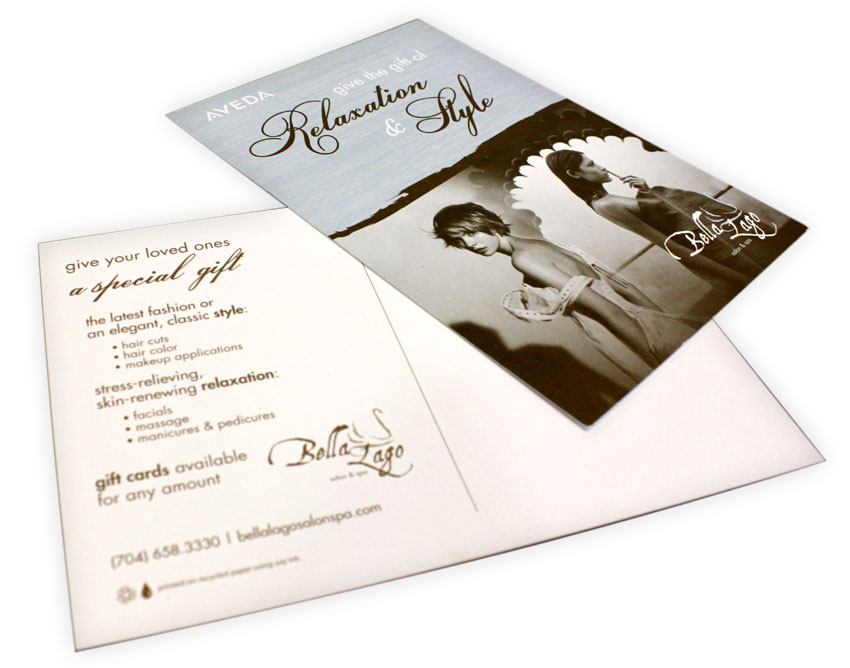 AVEDA
give the gift of
Relaxation
& Style
Bella Lago
salon & spa
give your loved ones
a special gift
the latest fashion or
an elegant, classic style:
• hair cuts
• hair color
• makeup applications
stress-relieving,
skin-renewing relaxation:
• facials
• massage
• manicures & pedicures
gift cards available
for any amount
Bella Lago
salon & spa
(704) 658.3330 | bellalagosalonspa.com
printed on recycled paper using soy ink.